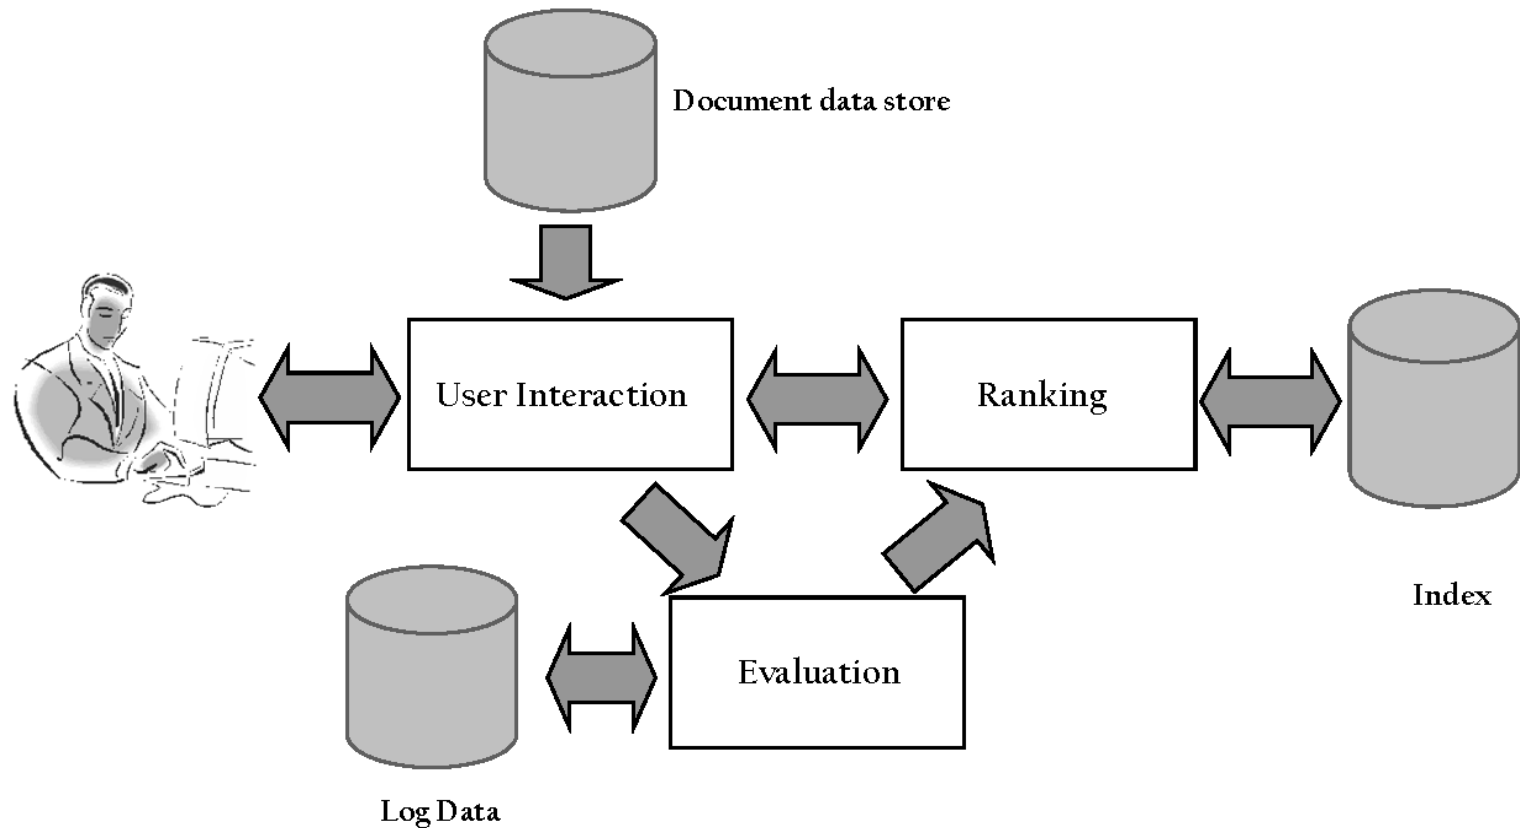 Document data store
User Interaction
Ranking
Index
Evaluation
Log Data